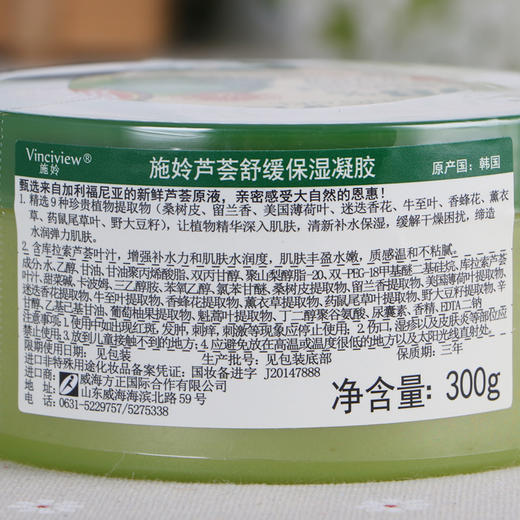 Vinciview®
施姈
施姈芦荟舒缓保湿凝胶
原产国:韩国
甄选来自加利福尼亚的新鲜芦荟原液，亲密感受大自然的恩惠!
1. 精选9种珍贵植物提取物（桑树皮、留兰香、美国薄荷叶、迷迭香花、牛至叶、香蜂花、薰衣
草、药鼠尾草叶、野大豆籽），让植物精华深入肌肤，清新补水保湿，缓解干燥困扰，缔造
水润弹力肌肤。
2. 含库拉索芦荟叶汁，增强补水力和肌肤水润度，肌肤丰盈水嫩，质感温和不粘腻。
成分:水、乙醇、甘油、甘油聚丙烯酸脂、双丙甘醇、聚山梨醇脂-20、双-PEG-18甲基醚二甲基硅烷、库拉索芦荟
叶汁、甜菜碱、卡波姆、三乙醇胺、苯氧乙醇、氯苯甘醚、桑树皮提取物、留兰香提取物、美国薄荷叶提取物、
迷迭香花提取物、牛至叶提取物、香蜂花提取物、薰衣草提取物、药鼠尾草叶提取物、野大豆籽提取物、辛
甘醇、乙基己基甘油、葡萄柚果提取物、魁蒿叶提取物、丁二醇、聚谷氨酸、尿囊素、香精、EDTA二钠
注意事项: 1. 使用中如出现红斑，发肿，刺痒，刺激等现象应停止使用，2. 伤口，湿疹以及皮肤炎等部位应
禁止使用，3. 放到儿童接触不到的地方; 4. 应避免放在高温或温度很低的地方以及太阳光线直射处。
限期使用日期: 见包装
生产批号: 见包装底部
保质期: 三年
进口非特殊用途化妆品备案凭证: 国妆备进字 J20147888
威海方正国际合作有限公司
山东威海海滨北路59号
电话: 0631-5229757/5275338
净含量: 300g